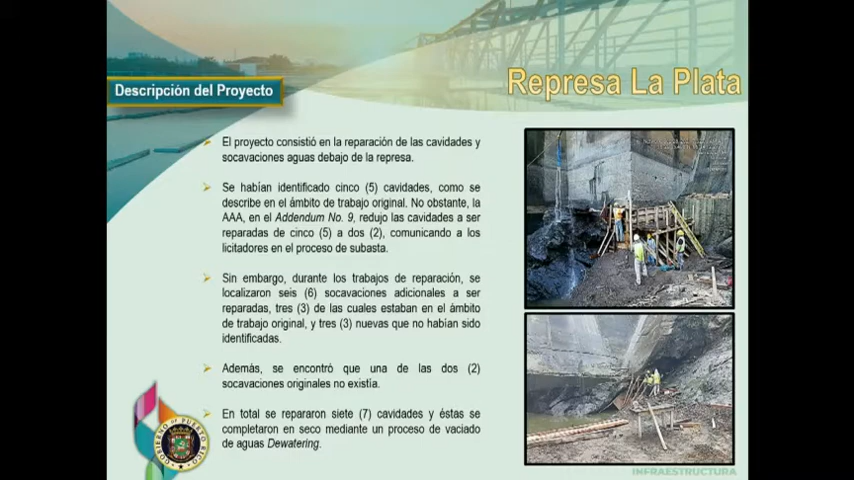 Represa La Plata
Descripción del Proyecto
El proyecto consistió en la reparación de las cavidades y
socavaciones aguas debajo de la represa.
Se habían identificado cinco (5) cavidades, como se
describe en el ámbito de trabajo original. No obstante, la
AAA, en el Addendum No. 9, redujo las cavidades a ser
reparadas de cinco (5) a dos (2), comunicando a los
licitadores en el proceso de subasta.
Sin embargo, durante los trabajos de reparación, se
localizaron seis (6) socavaciones adicionales a ser
reparadas, tres (3) de las cuales estaban en el ámbito
de trabajo original, y tres (3) nuevas que no habían sido
identificadas.
Además, se encontró que una de las dos (2)
socavaciones originales no existía.
En total se repararon siete (7) cavidades y éstas se
completaron en seco mediante un proceso de vaciado
de aguas Dewatering.
GOBIERNO DE PUERTO RICO
INFRAESTRUCTURA